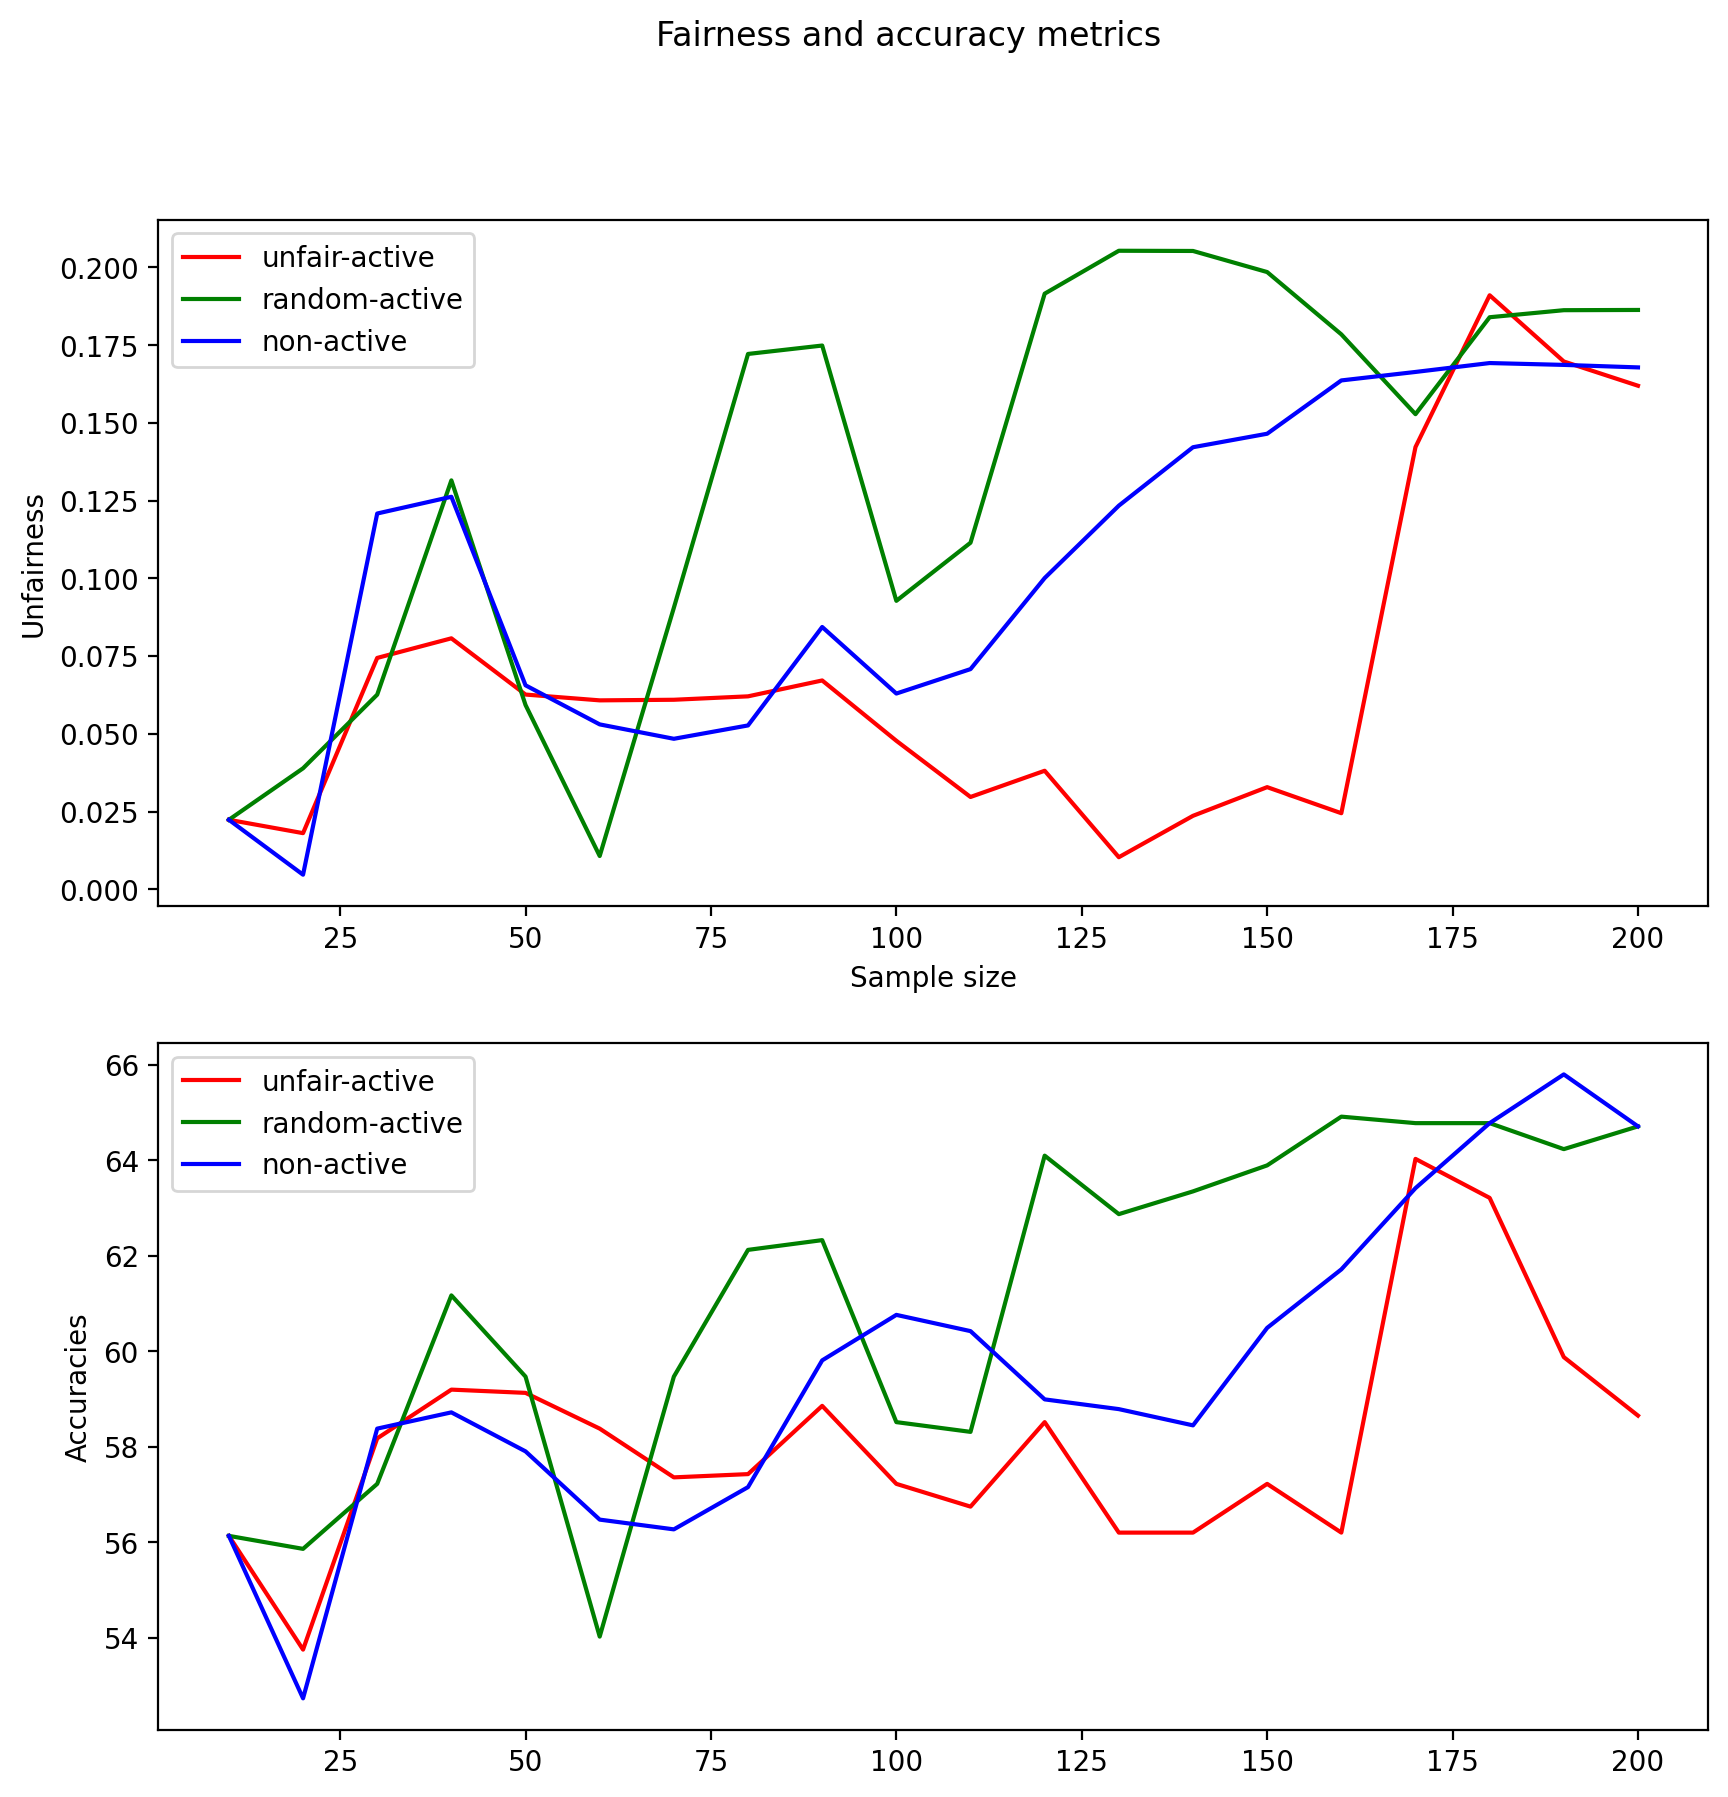 Fairness and accuracy metrics
unfair-active
random-active
non-active
0.200
0.175
0.150
0.125
0.100
0.075
0.050
0.025
0.000
Unfairness
25 50 75 100 125 150 175 200
Sample size
unfair-active
random-active
non-active
66
64
62
60
58
56
54
Accuracies
25 50 75 100 125 150 175 200